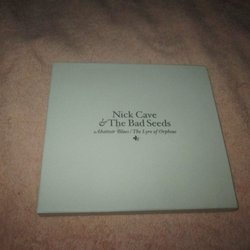 Nick Cave
& The Bad Seeds
Abattoir Blues / The Lyre of Orpheus